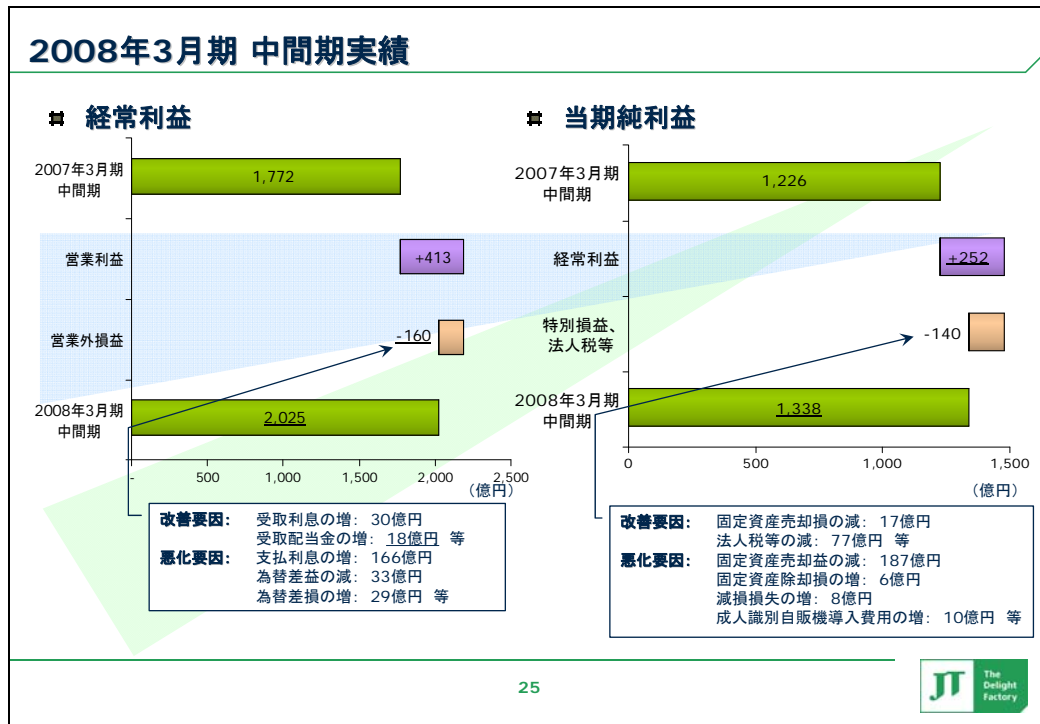 2008年3月期 中間期実績
経常利益
2007年3月期
中間期
1,772
営業利益
+413
営業外損益
-160
2008年3月期
中間期
2,025
-
500
1,000
1,500
2,000
2,500
（億円）
改善要因: 受取利息の増: 30億円
受取配当金の増: 18億円 等
悪化要因: 支払利息の増: 166億円
為替差益の減: 33億円
為替差損の増: 29億円 等
当期純利益
2007年3月期
中間期
1,226
経常利益
+252
特別損益、
法人税等
-140
2008年3月期
中間期
1,338
0
500
1,000
1,500
（億円）
改善要因: 固定資産売却損の減: 17億円
法人税等の減: 77億円 等
悪化要因: 固定資産売却益の減: 187億円
固定資産除却損の増: 6億円
減損損失の増: 8億円
成人識別自販機導入費用の増: 10億円 等
25
JT
The
Delight
Factory